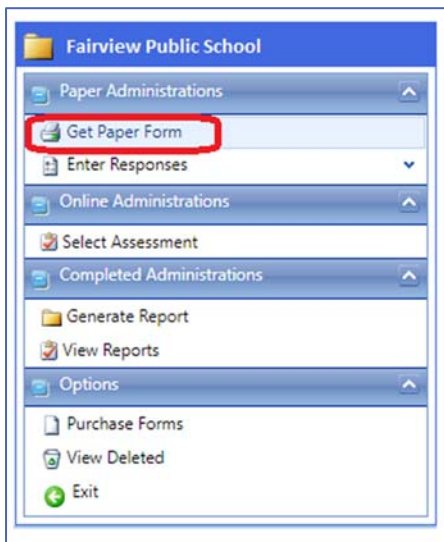 Fairview Public School
Paper Administrations
Get Paper Form
Enter Responses
Online Administrations
Select Assessment
Completed Administrations
Generate Report
View Reports
Options
Purchase Forms
View Deleted
Exit